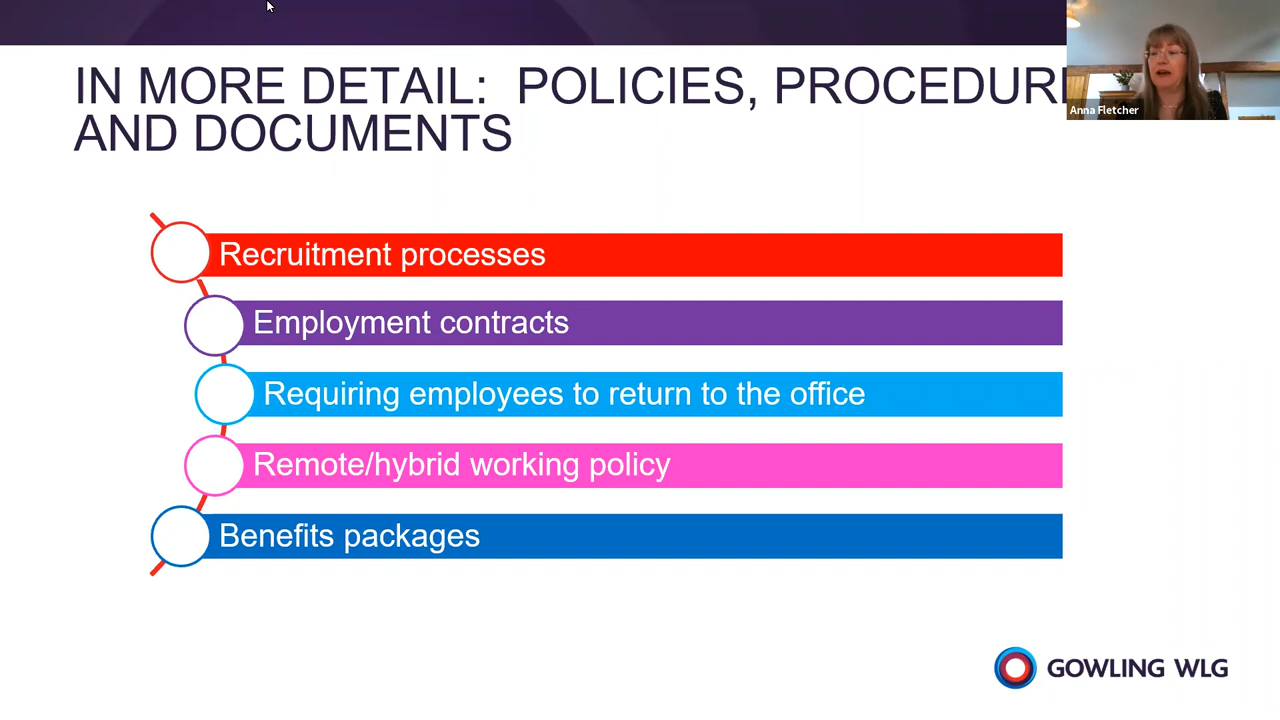 IN MORE DETAIL: POLICIES, PROCEDUR
AND DOCUMENTS
Anna Fletcher
Recruitment processes
Employment contracts
Requiring employees to return to the office
Remote/hybrid working policy
Benefits packages
GOWLING WLG